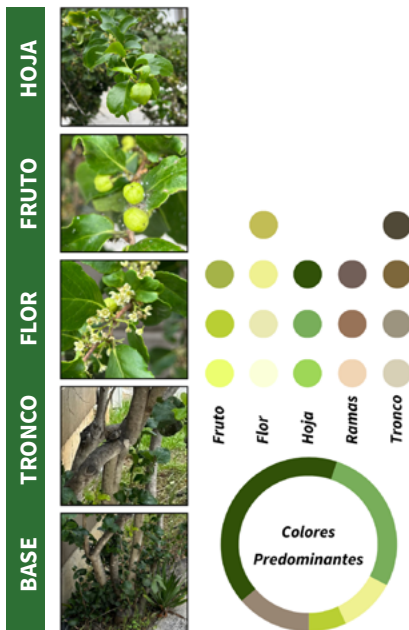 HOJA
FRUTO
FLOR
TRONCO
BASE
Fruto
Flor
Hoja
Ramas
Tronco
Colores
Predominantes